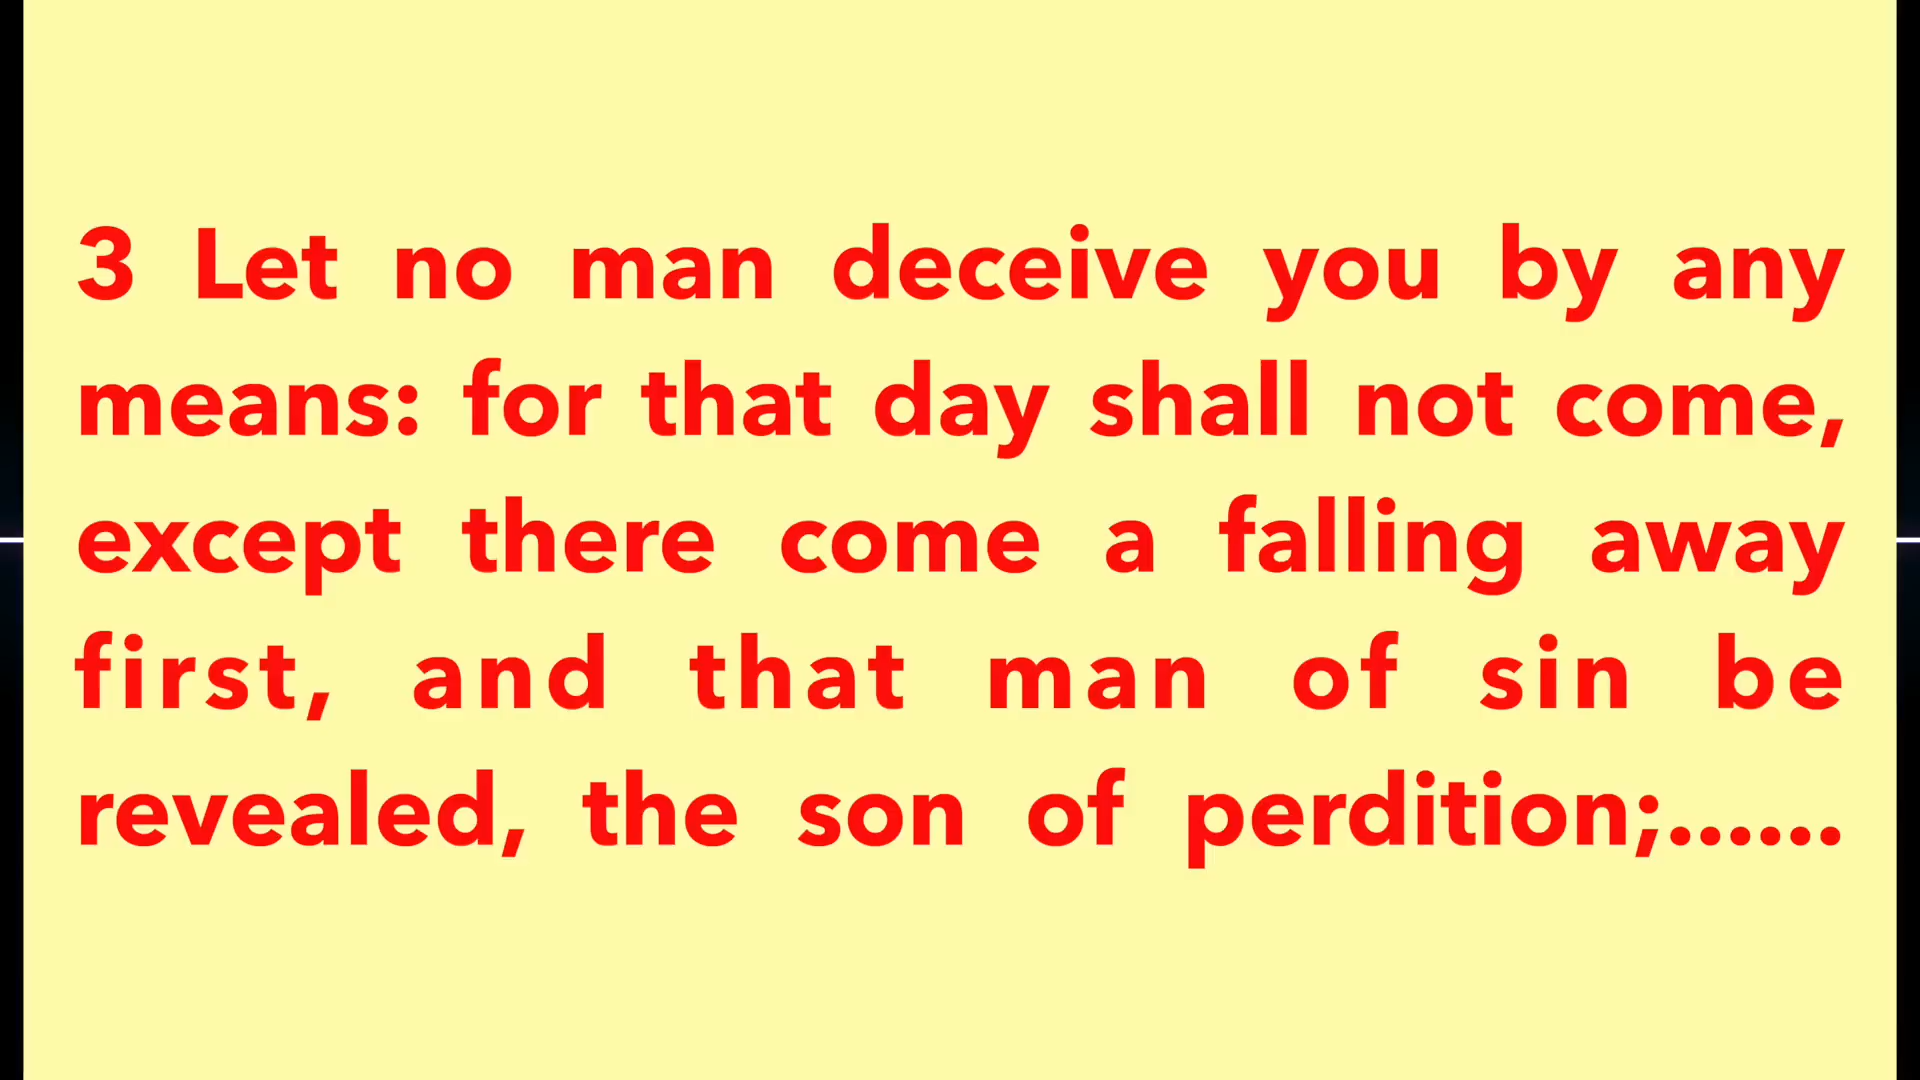 3 Let no man deceive you by any
means: for that day shall not come,
except there come a falling away
first, and that man of sin be
revealed, the son of perdition;......